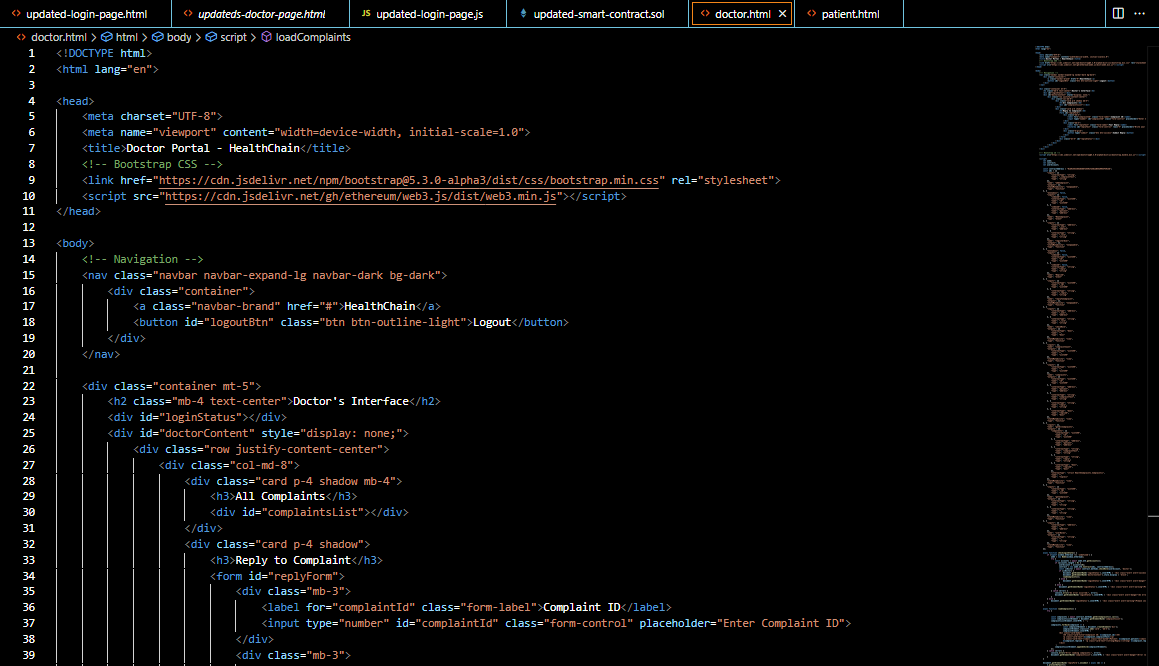 updated-login-page.html updateds-doctor-page.html JS updated-login-page.js updated-smart-contract.sol doctor.html patient.html
doctor.html > html > body > script > loadComplaints
1 <!DOCTYPE html>
2 <html lang="en">
3
4 <head>
5     <meta charset="UTF-8">
6     <meta name="viewport" content="width=device-width, initial-scale=1.0">
7     <title>Doctor Portal - HealthChain</title>
8     <!-- Bootstrap CSS -->
9     <link href="https://cdn.jsdelivr.net/npm/bootstrap@5.3.0-alpha3/dist/css/bootstrap.min.css" rel="stylesheet">
10     <script src="https://cdn.jsdelivr.net/gh/ethereum/web3.js/dist/web3.min.js"></script>
11 </head>
12
13 <body>
14     <!-- Navigation -->
15     <nav class="navbar navbar-expand-lg navbar-dark bg-dark">
16         <div class="container">
17             <a class="navbar-brand" href="#">HealthChain</a>
18             <button id="logoutBtn" class="btn btn-outline-light">Logout</button>
19         </div>
20     </nav>
21
22     <div class="container mt-5">
23         <h2 class="mb-4 text-center">Doctor's Interface</h2>
24         <div id="loginStatus"></div>
25         <div id="doctorContent" style="display: none;">
26             <div class="row justify-content-center">
27                 <div class="col-md-8">
28                     <div class="card p-4 shadow mb-4">
29                         <h3>All Complaints</h3>
30                         <div id="complaintsList"></div>
31                     </div>
32                     <div class="card p-4 shadow">
33                         <h3>Reply to Complaint</h3>
34                         <form id="replyForm">
35                             <div class="mb-3">
36                                 <label for="complaintId" class="form-label">Complaint ID</label>
37                                 <input type="number" id="complaintId" class="form-control" placeholder="Enter Complaint ID">
38                             </div>
39                             <div class="mb-3">